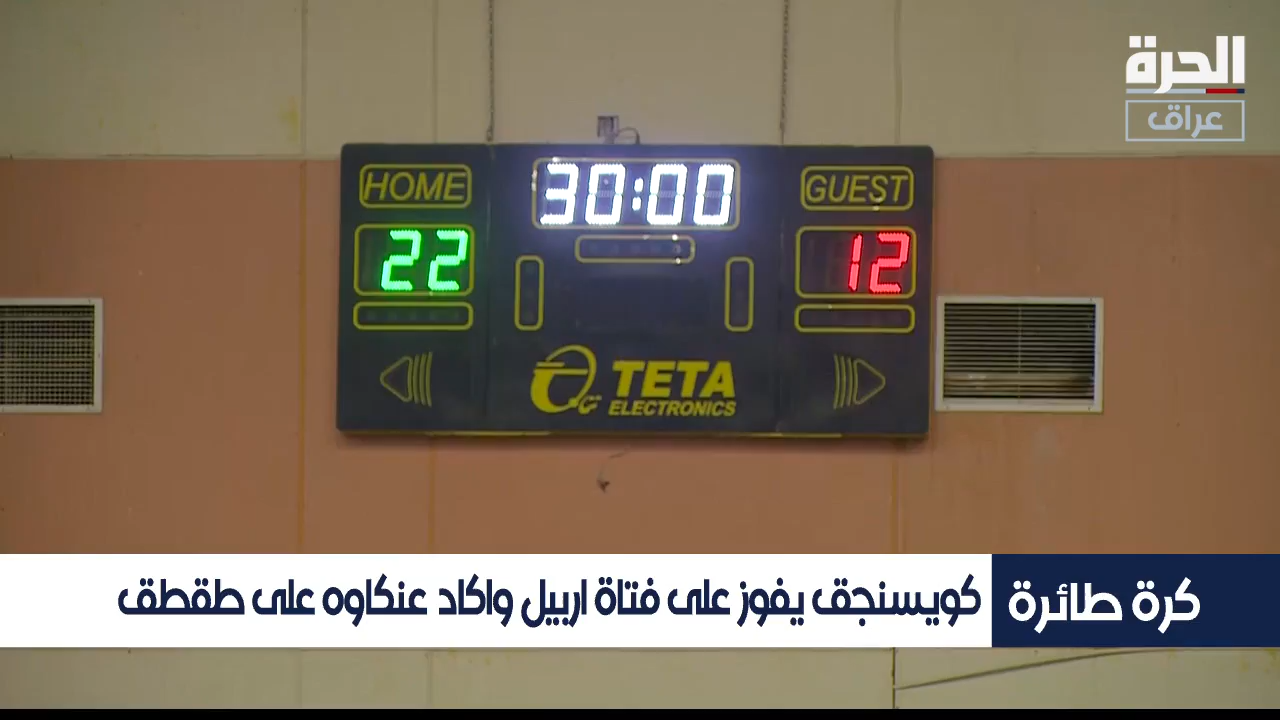 الحرة
عراق
HOME
30:00
GUEST
22
12
TETA
ELECTRONICS
كرة طائرة
كويسنجق يفوز على فتاة اربيل واكاد عنكاوه على طقطق